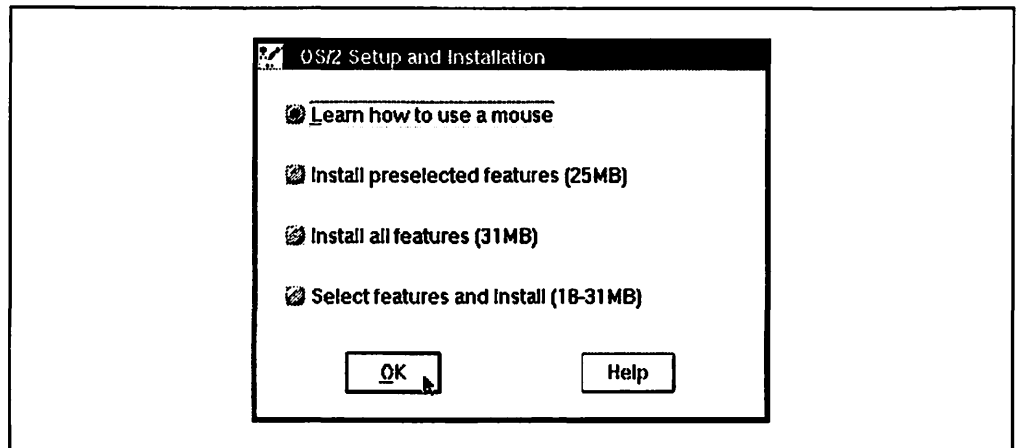 OS/2 Setup and Installation
Learn how to use a mouse
Install preselected features (25MB)
Install all features (31MB)
Select features and Install (18-31MB)
OK
Help